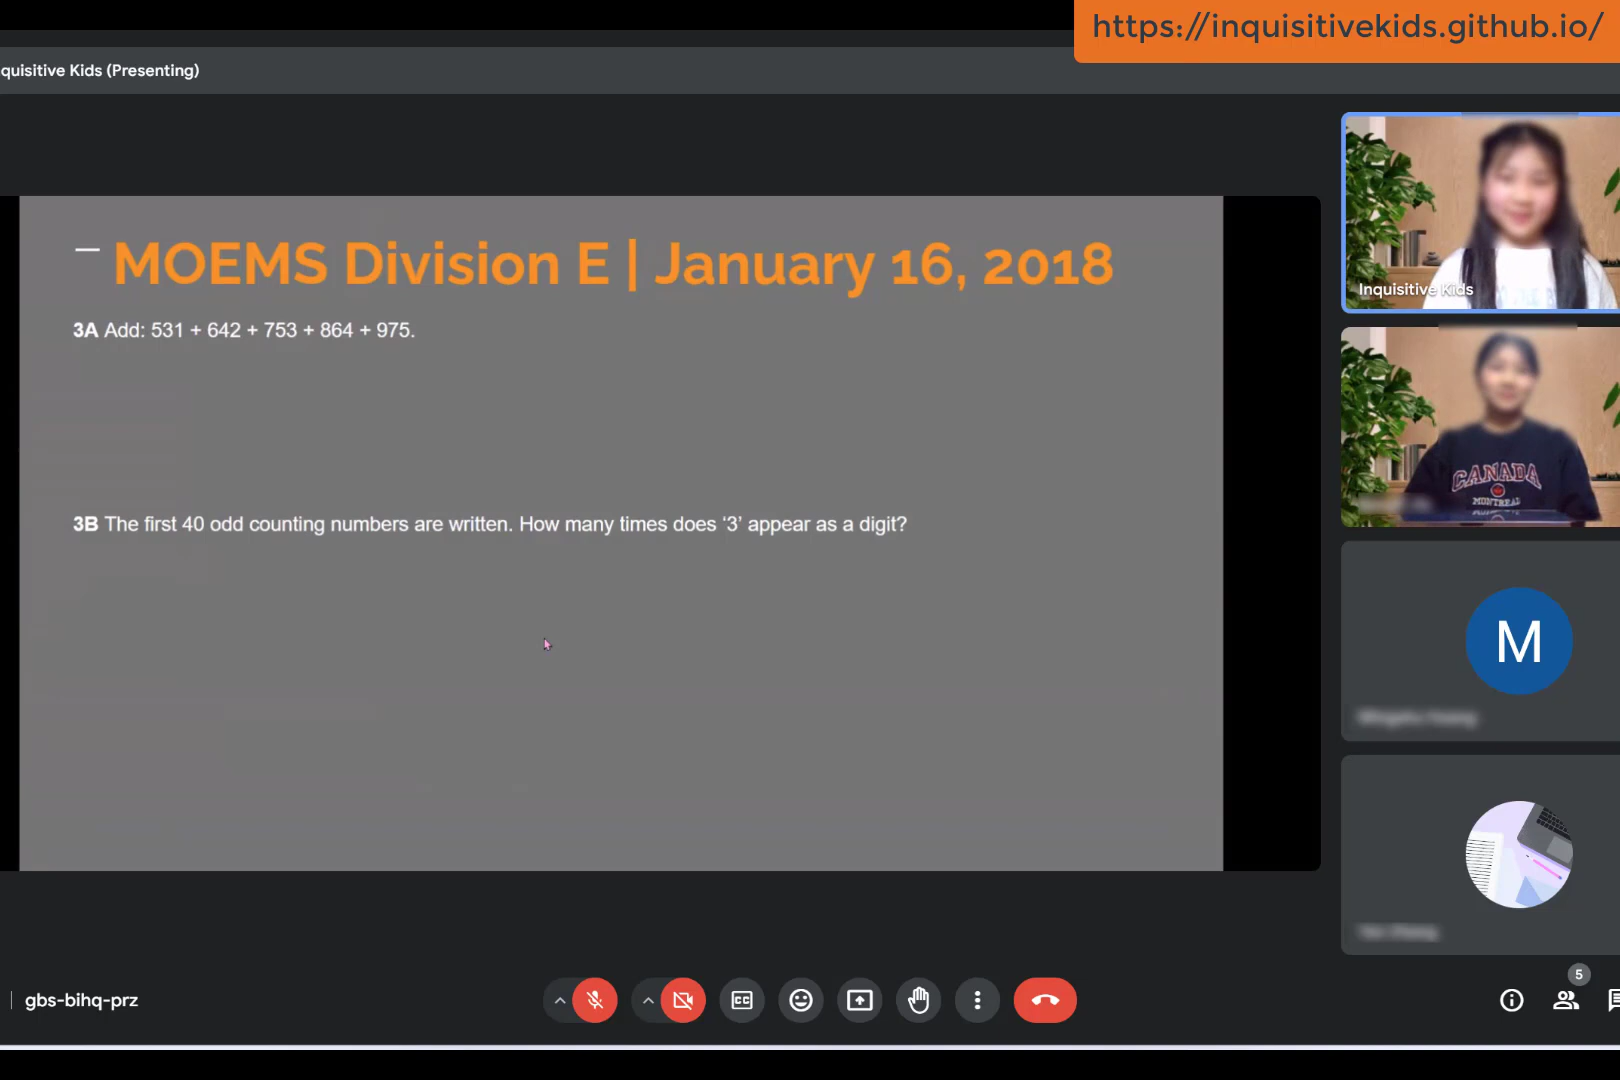 https://inquisitivekids.github.io/
quisitive Kids (Presenting)
MOEMS Division E | January 16, 2018
3A Add: 531 + 642 + 753 + 864 + 975.
3B The first 40 odd counting numbers are written. How many times does ‘3’ appear as a digit?
Inquisitive Kids
CANADA
MONTREAL
M
5
gbs-bihq-prz
CC